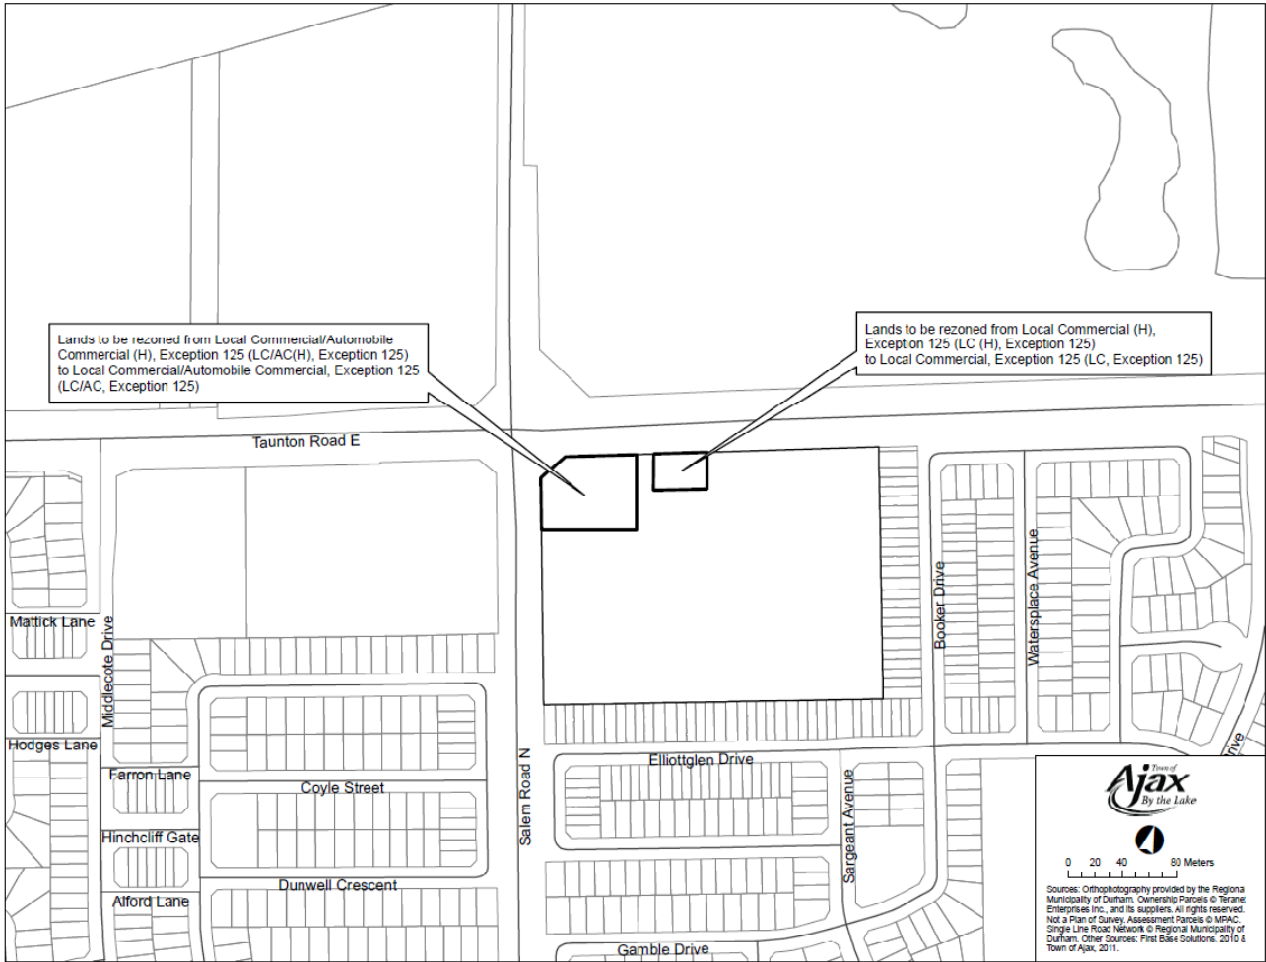 Lands to be rezoned from Local Commercial/Automobile
Commercial (H), Exception 125 (LC/AC(H), Exception 125)
to Local Commercial/Automobile Commercial, Exception 125
(LC/AC, Exception 125)
Lands to be rezoned from Local Commercial (H),
Exception 125 (LC (H), Exception 125)
to Local Commercial, Exception 125 (LC, Exception 125)
Taunton Road E
Mattick Lane
Middlecote Drive
Hodges Lane
Farron Lane
Coyle Street
Hinchcliff Gate
Dunwell Crescent
Alford Lane
Salem Road N
Elliottglen Drive
Sargeant Avenue
Gamble Drive
Booker Drive
Watersplace Avenue
rive
Town of
Ajax
By the Lake
0 20 40 80 Meters
Sources: Orthophotography provided by the Regiona
Municipality of Durham. Ownership Parcels © Teranet
Enterprises Inc., and its suppliers. All rights reserved.
Not a Plan of Survey. Assessment Parcels © MPAC.
Single Line Road Network © Regional Municipality of
Durham. Other Sources: First Base Solutions. 2010 &
Town of Ajax, 2011.